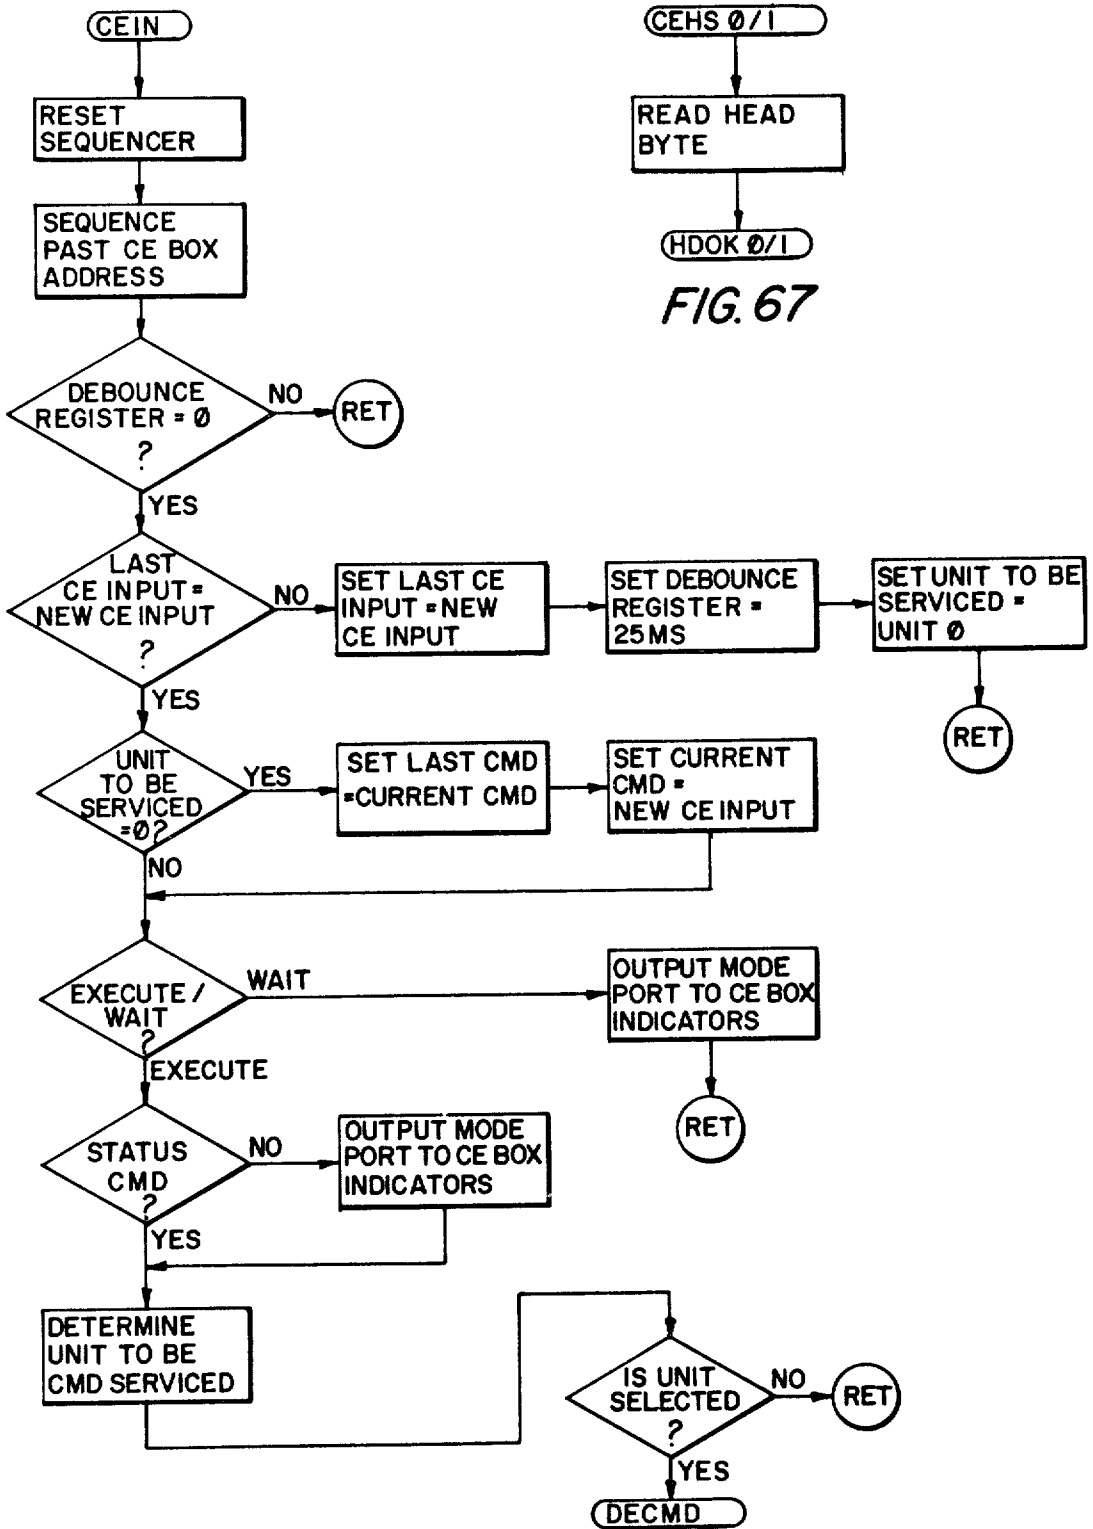 CEIN
RESET
SEQUENCER
SEQUENCE
PAST CE BOX
ADDRESS
DEBOUNCE
REGISTER = Ø
?
NO
RET
YES
LAST
CE INPUT =
NEW CE INPUT
?
NO
SET LAST CE
INPUT = NEW
CE INPUT
SET DEBOUNCE
REGISTER =
25MS
SET UNIT TO BE
SERVICED =
UNIT Ø
RET
YES
UNIT
TO BE
SERVICED
=Ø?
YES
SET LAST CMD
=CURRENT CMD
SET CURRENT
CMD =
NEW CE INPUT
NO
EXECUTE /
WAIT
?
WAIT
OUTPUT MODE
PORT TO CE BOX
INDICATORS
RET
EXECUTE
STATUS
CMD
?
NO
OUTPUT MODE
PORT TO CE BOX
INDICATORS
YES
DETERMINE
UNIT TO BE
CMD SERVICED
IS UNIT
SELECTED
?
NO
RET
YES
DECMD
CEHS Ø/1
READ HEAD
BYTE
HDOK Ø/1
FIG. 67